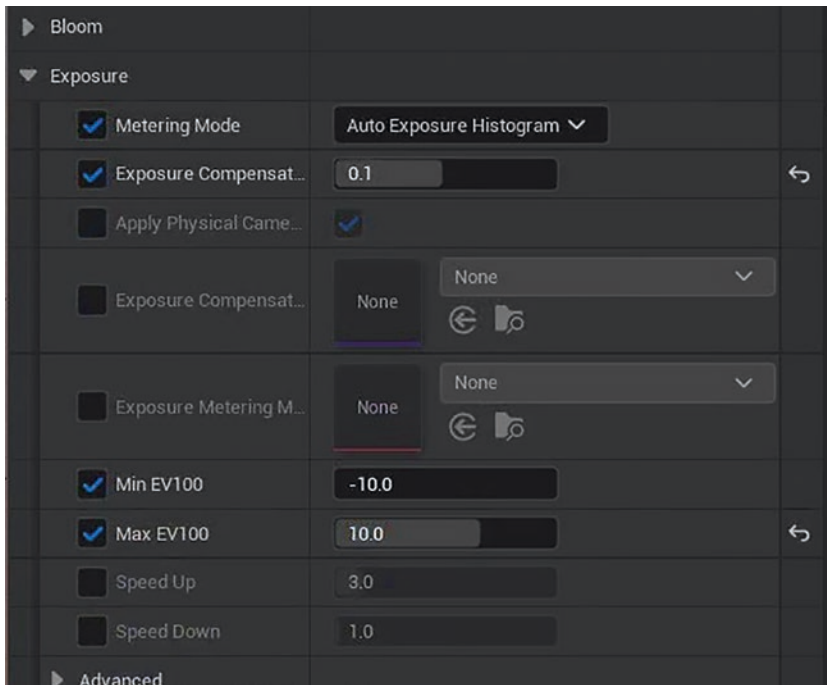 Bloom
Exposure
Metering Mode Auto Exposure Histogram
Exposure Compensat... 0.1
Apply Physical Came...
None
Exposure Compensat... None
None
Exposure Metering M... None
Min EV100 -10.0
Max EV100 10.0
Speed Up 3.0
Speed Down 1.0
Advanced